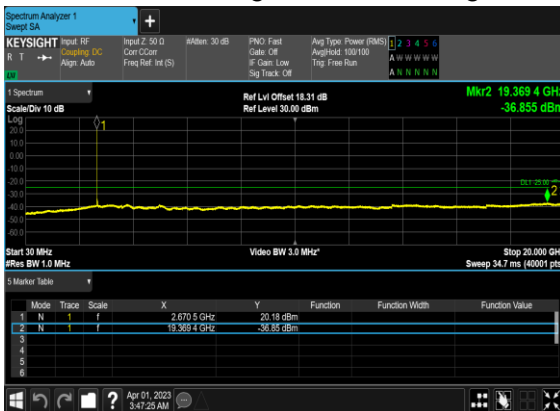 Spectrum Analyzer 1
Swept SA
KEYSIGHT
R T
LV
Input: RF
Coupling: DC
Align: Auto
Input Z: 50 Ω
Corr CCorr
Freq Ref: Int (S)
#Atten: 30 dB
PNO: Fast
Gate: Off
IF Gain: Low
Sig Track: Off
Avg Type: Power (RMS)
Avg|Hold: 100/100
Trig: Free Run
1 2 3 4 5 6
A W W W W W
A N N N N N
1 Spectrum
Scale/Div 10 dB
Ref Lvl Offset 18.31 dB
Ref Level 30.00 dBm
Mkr2 19.369 4 GHz
-36.855 dBm
Log
20.0
10.0
0.00
-10.0
-20.0
-30.0
-40.0
-50.0
-60.0
1
2
Start 30 MHz
#Res BW 1.0 MHz
Video BW 3.0 MHz*
Stop 20.000 GH
Sweep 34.7 ms (40001 pts
5 Marker Table
Mode Trace Scale X Y Function Function Width Function Value
1 N 1 f 2.670 5 GHz 20.18 dBm
2 N 1 f 19.369 4 GHz -36.85 dBm
3
4
5
6
?
Apr 01, 2023
3:47:25 AM